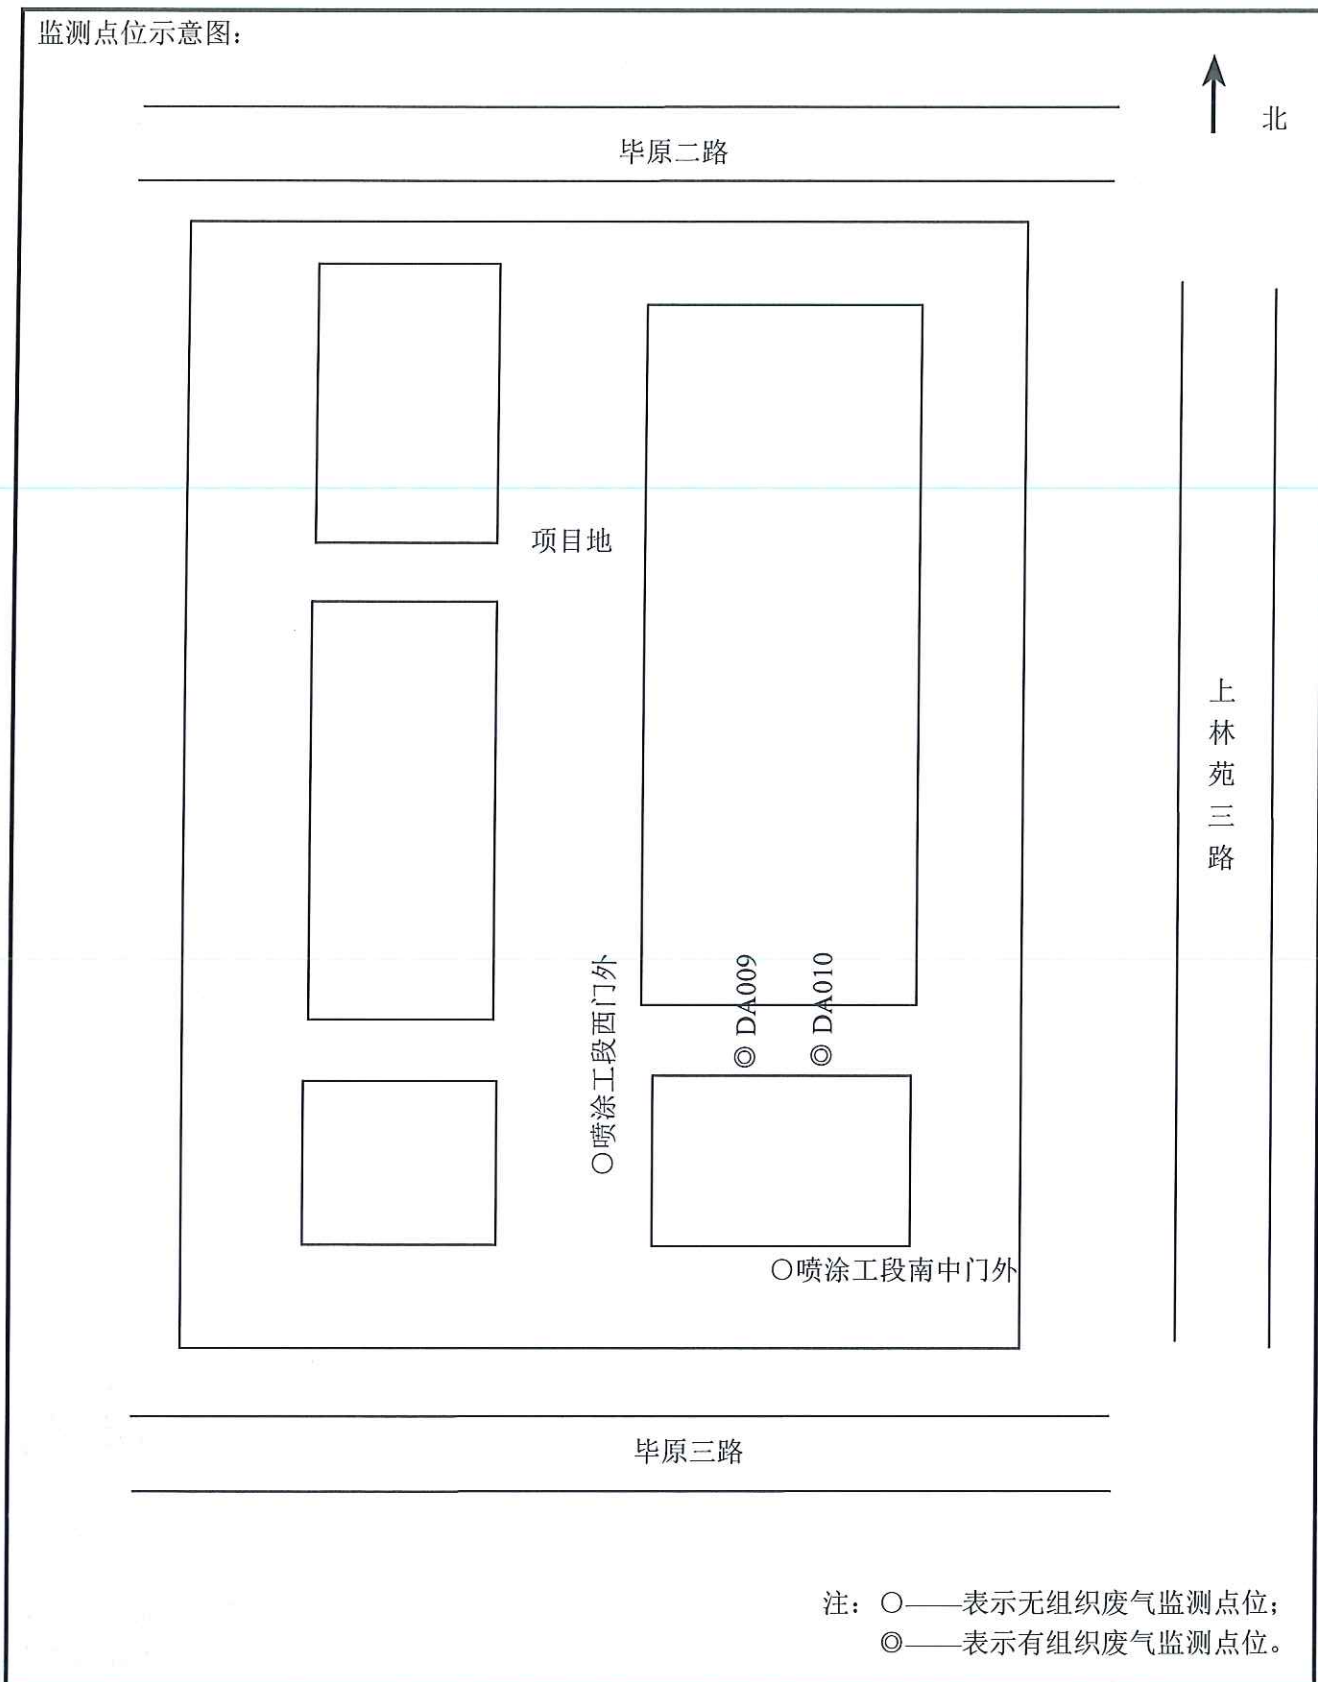 监测点位示意图：
北
毕原二路
项目地
上林苑三路
○喷涂工段西门外
◎DA009
◎DA010
○喷涂工段南中门外
毕原三路
注：○——表示无组织废气监测点位；
◎——表示有组织废气监测点位。